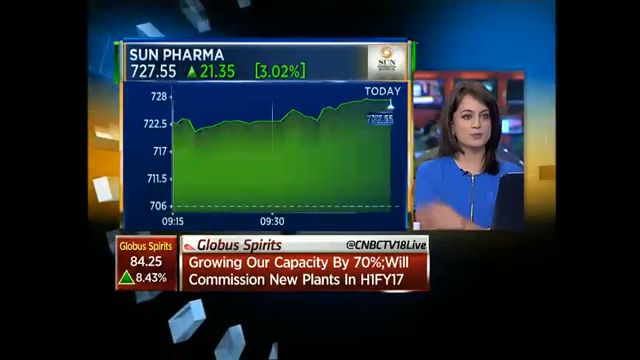 SUN PHARMA
727.55 ▲ 21.35 [3.02%]
SUN
TODAY
728
722.5
717
711.5
706
727.55
09:15
09:30
Globus Spirits
84.25
▲ 8.43%
Globus Spirits
@CNBCTV18Live
Growing Our Capacity By 70%;Will
Commission New Plants In H1FY17